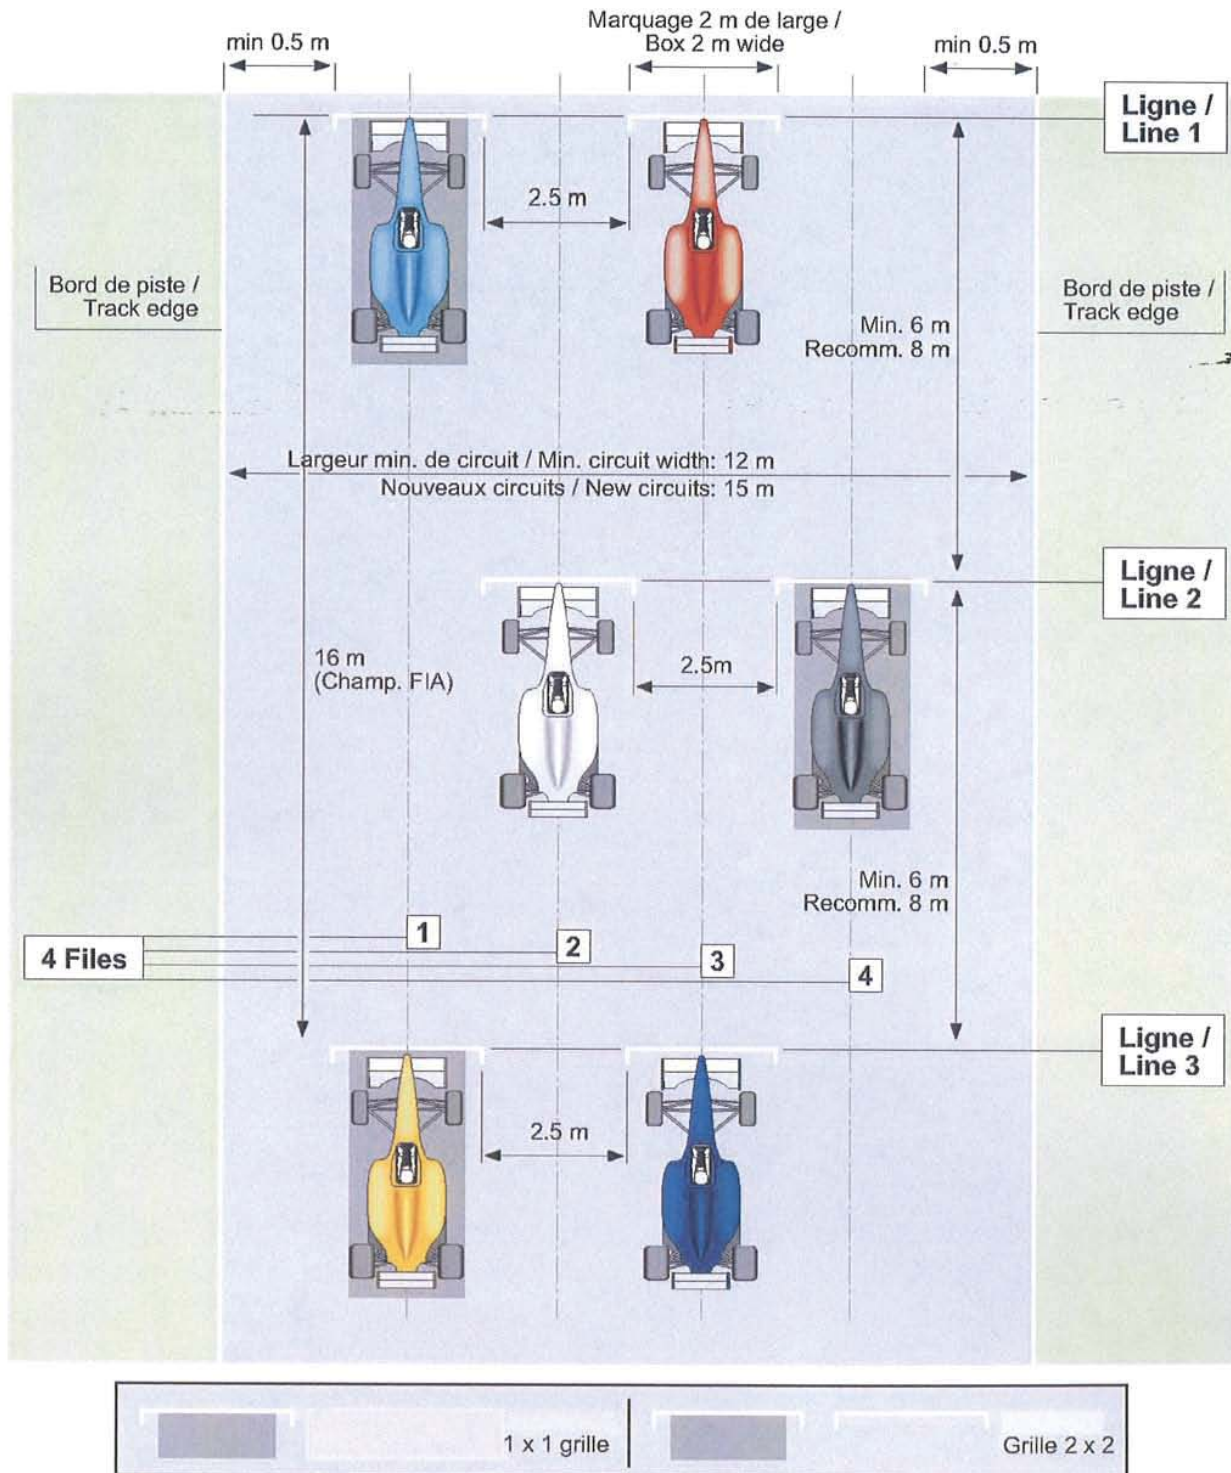 Marquage 2 m de large /
Box 2 m wide
min 0.5 m
min 0.5 m
Ligne /
Line 1
2.5 m
Bord de piste /
Track edge
Bord de piste /
Track edge
Min. 6 m
Recomm. 8 m
Largeur min. de circuit / Min. circuit width: 12 m
Nouveaux circuits / New circuits: 15 m
Ligne /
Line 2
16 m
(Champ. FIA)
2.5m
Min. 6 m
Recomm. 8 m
4 Files
1
2
3
4
Ligne /
Line 3
2.5 m
1 x 1 grille
Grille 2 x 2